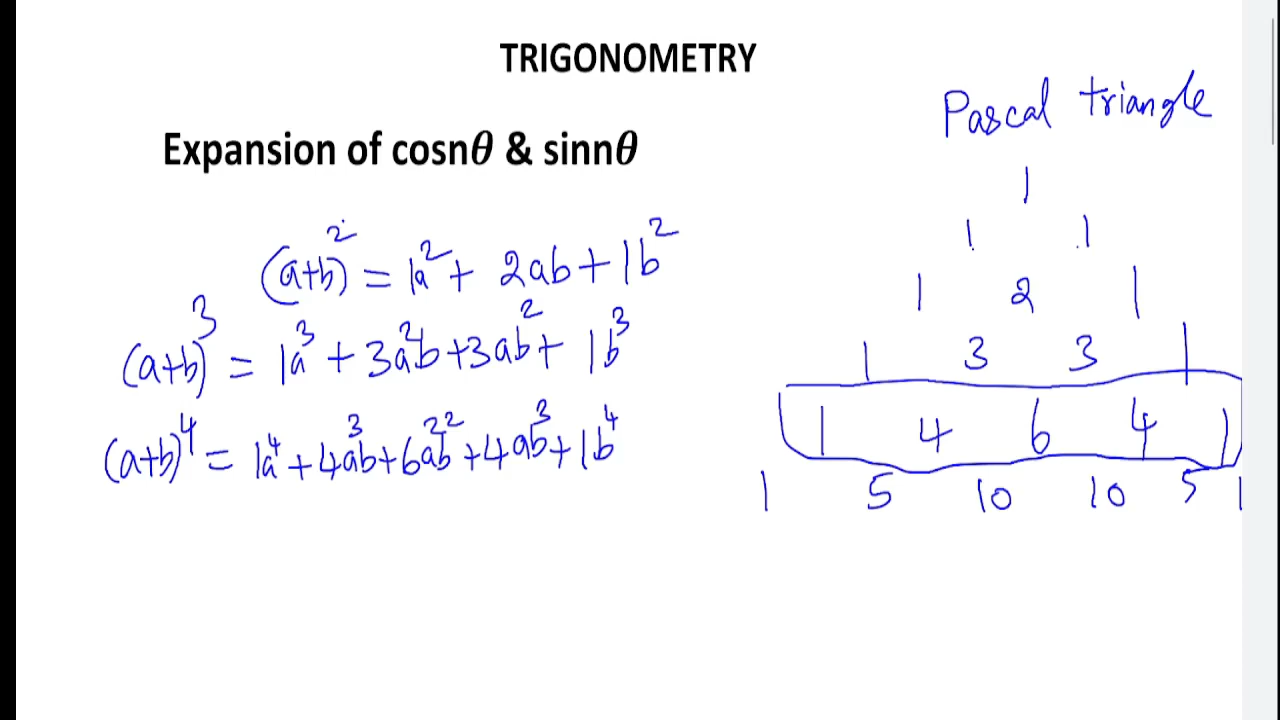 TRIGONOMETRY
Expansion of cosn𝜃 & sinn𝜃
(a+b)² = 1a² + 2ab + 1b²
(a+b)³ = 1a³ + 3a²b + 3ab² + 1b³
(a+b)⁴ = 1a⁴ + 4a³b + 6a²b² + 4ab³ + 1b⁴
Pascal triangle
1
1 1
1 2 1
1 3 3 1
1 4 6 4 1
1 5 10 10 5 1